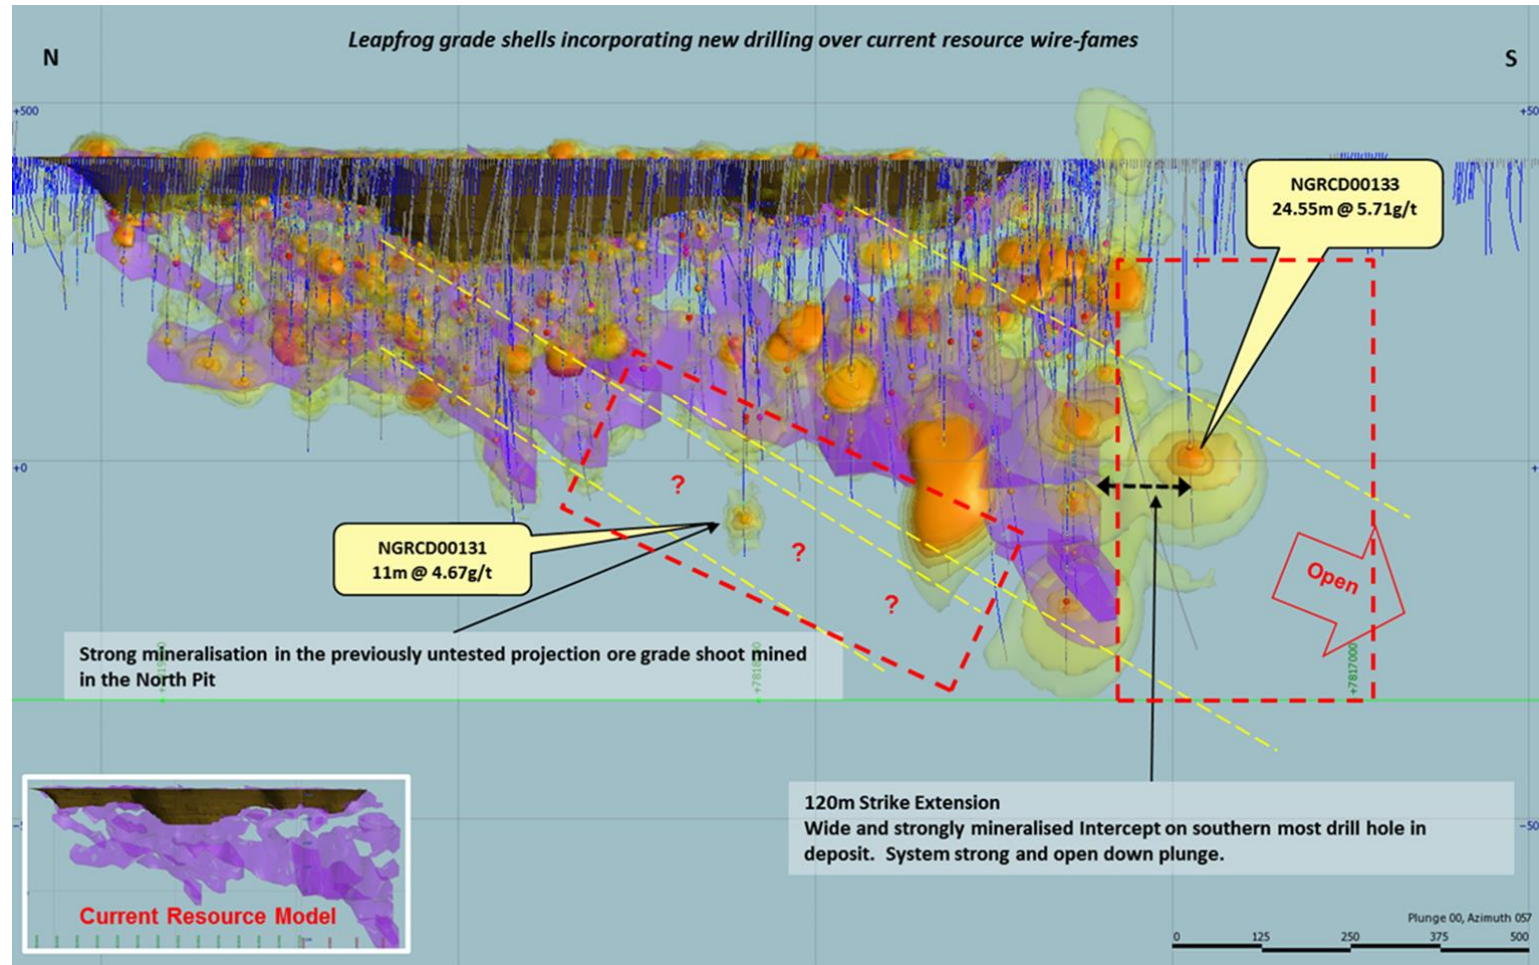 Leapfrog grade shells incorporating new drilling over current resource wire-fames
N
S
+500
+50
NGRCD00133
24.55m @ 5.71g/t
+0
?
?
?
NGRCD00131
11m @ 4.67g/t
Open
Strong mineralisation in the previously untested projection ore grade shoot mined
in the North Pit
+7817000
120m Strike Extension
Wide and strongly mineralised Intercept on southern most drill hole in
deposit. System strong and open down plunge.
-50
Current Resource Model
Plunge 00, Azimuth 057
0 125 250 375 500